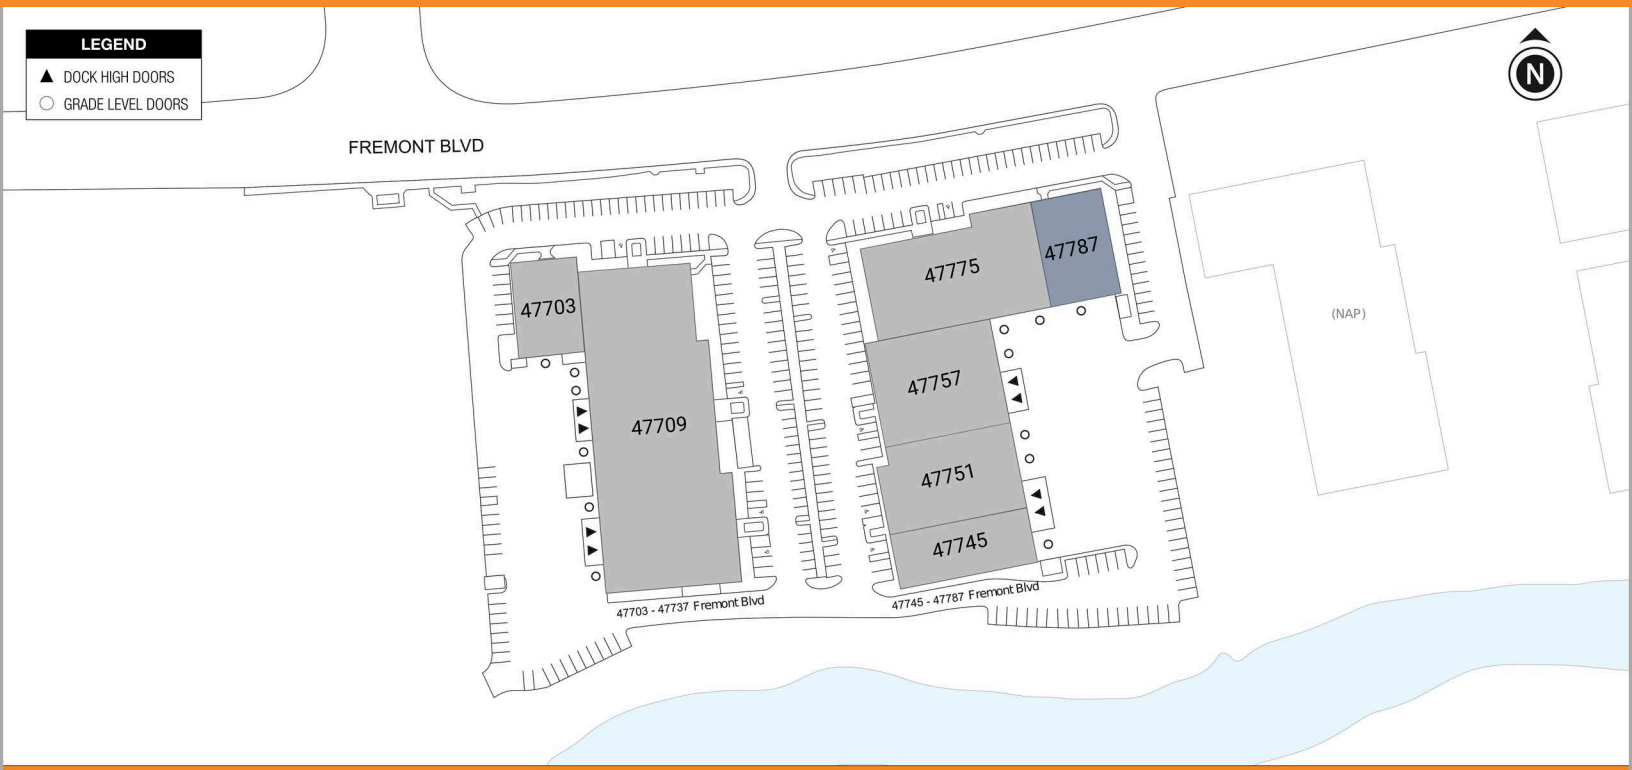 LEGEND
DOCK HIGH DOORS
GRADE LEVEL DOORS
N
FREMONT BLVD
47703
47709
47775
47787
47757
47751
47745
(NAP)
47703 - 47737 Fremont Blvd
47745 - 47787 Fremont Blvd